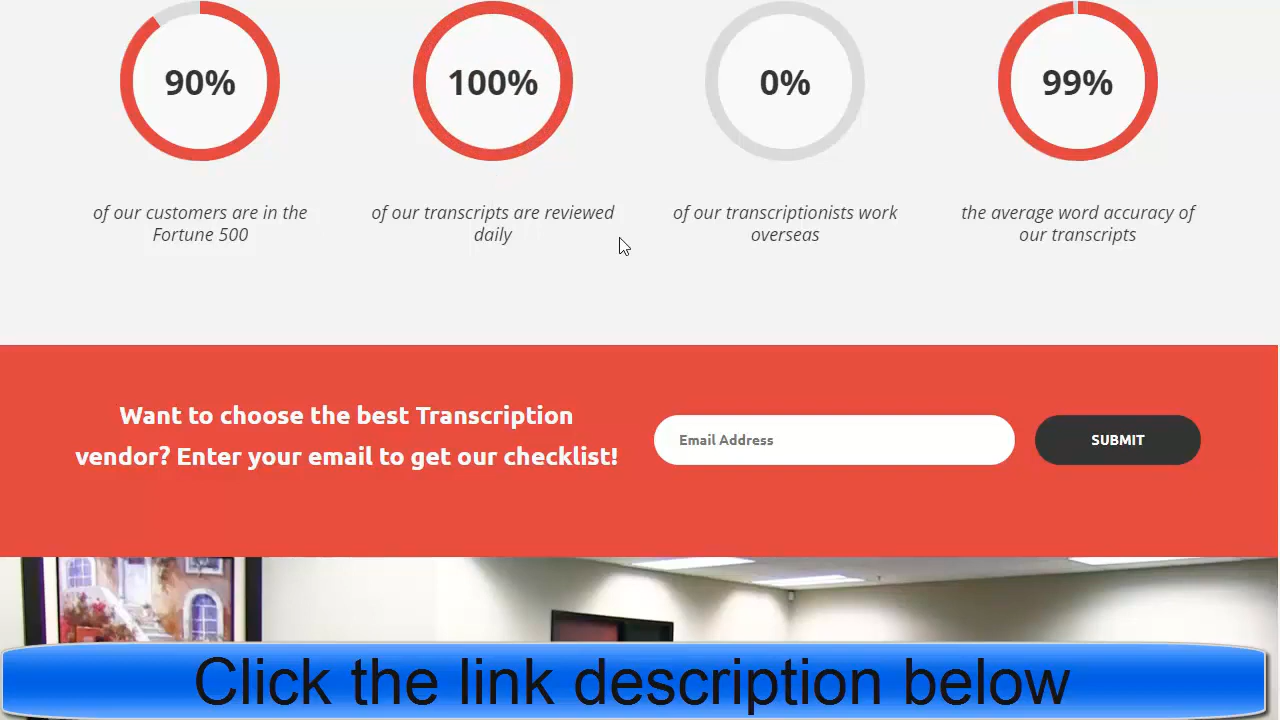 90%
100%
0%
99%
of our customers are in the
Fortune 500
of our transcripts are reviewed
daily
of our transcriptionists work
overseas
the average word accuracy of
our transcripts
Want to choose the best Transcription
vendor? Enter your email to get our checklist!
Email Address
SUBMIT
Click the link description below